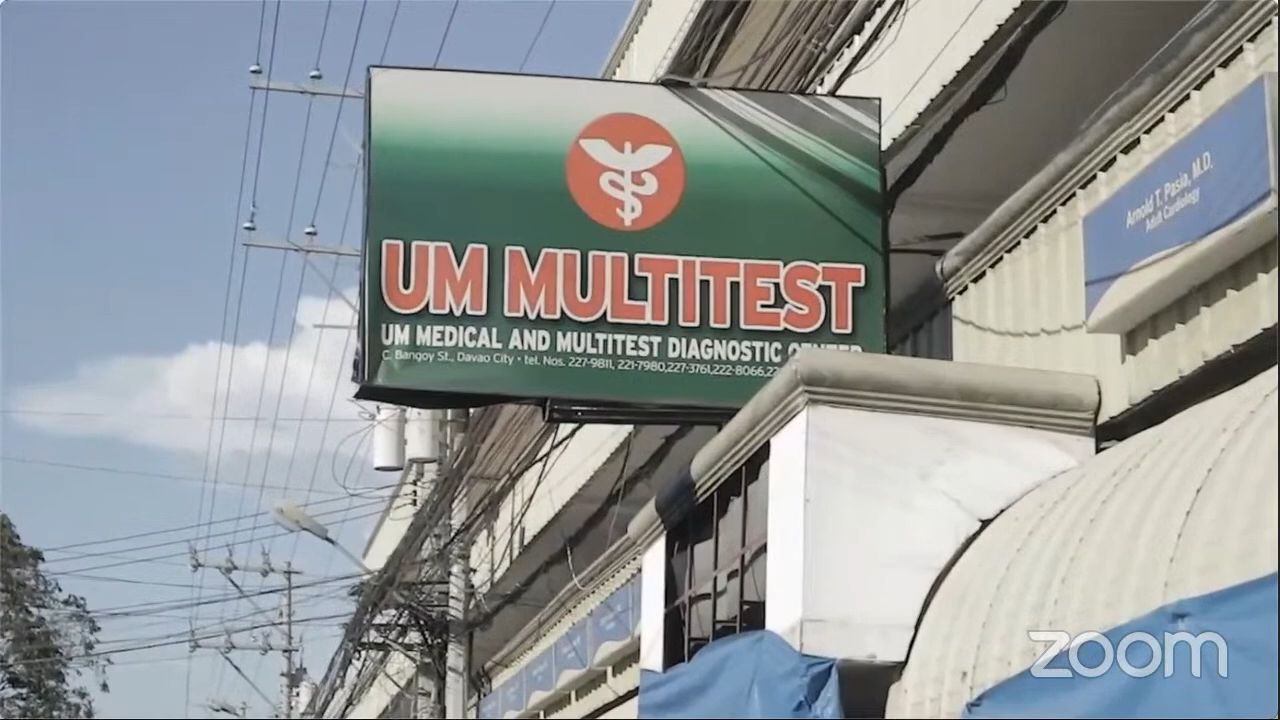 UM MULTITEST
UM MEDICAL AND MULTITEST DIAGNOSTIC CENTER
C. Bangoy St., Davao City • tel. Nos. 227-9811, 221-7980,227-3761,222-8066,
Arnold T. Pasia, M.D.
Adult Cardiology
zoom